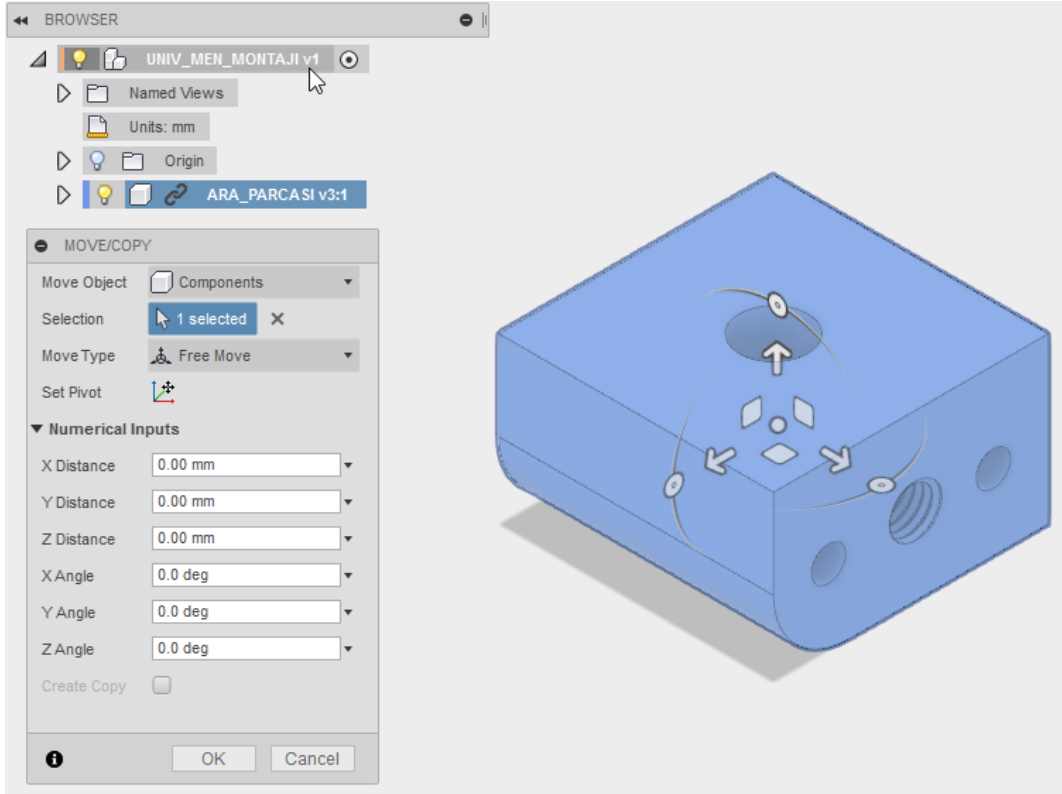 BROWSER
UNIV_MEN_MONTAJI v1
Named Views
Units: mm
Origin
ARA_PARCASI v3:1
MOVE/COPY
Move Object Components
Selection 1 selected
Move Type Free Move
Set Pivot
Numerical Inputs
X Distance 0.00 mm
Y Distance 0.00 mm
Z Distance 0.00 mm
X Angle 0.0 deg
Y Angle 0.0 deg
Z Angle 0.0 deg
Create Copy
OK Cancel